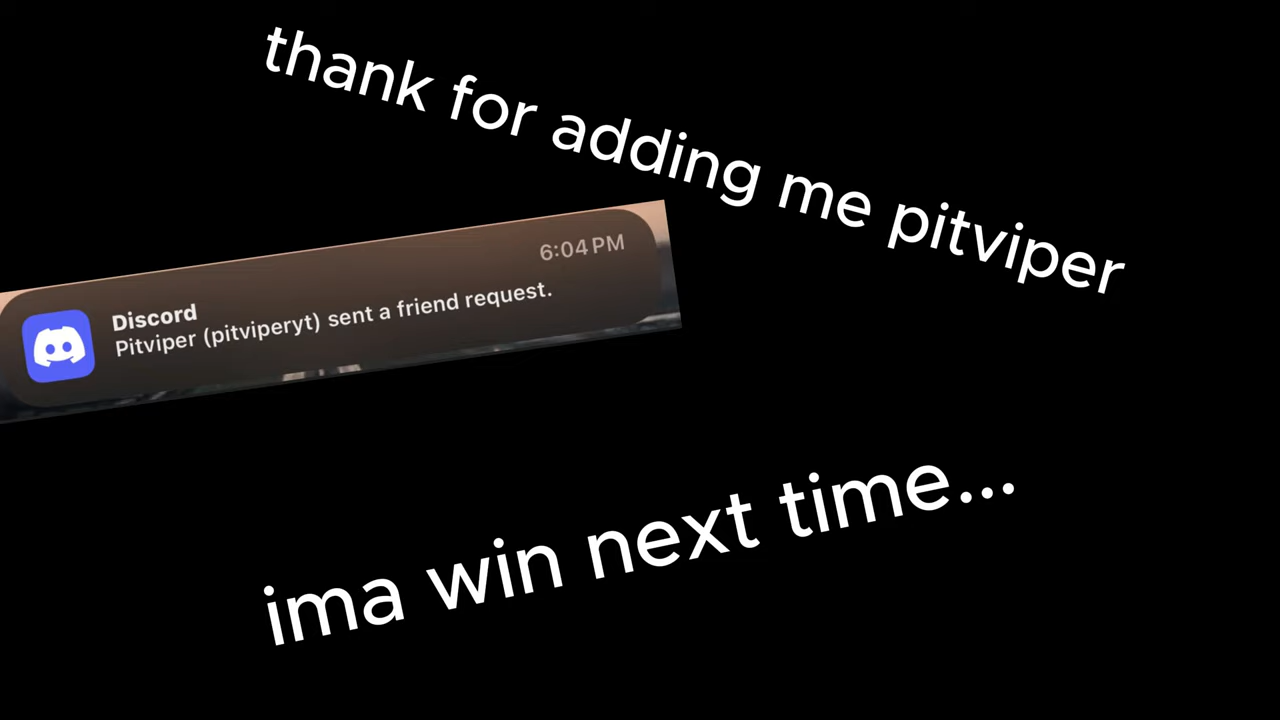 thank for adding me pitviper
6:04 PM
Discord
Pitviper (pitviperyt) sent a friend request.
ima win next time...